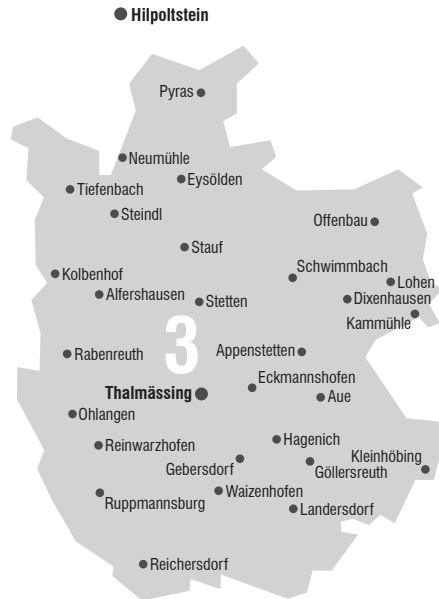 Hilpoltstein
Pyras
Neumühle
Eysölden
Tiefenbach
Steindl
Offenbau
Stauf
Schwimmbach
Kolbenhof
Lohen
Alfershausen
Dixenhausen
Stetten
Kammühle
3
Appenstetten
Rabenreuth
Eckmannshofen
Thalmässing
Aue
Ohlangen
Hagenich
Reinwarzhofen
Kleinhöbing
Gebersdorf
Göllersreuth
Waizenhofen
Ruppmannsburg
Landersdorf
Reichersdorf